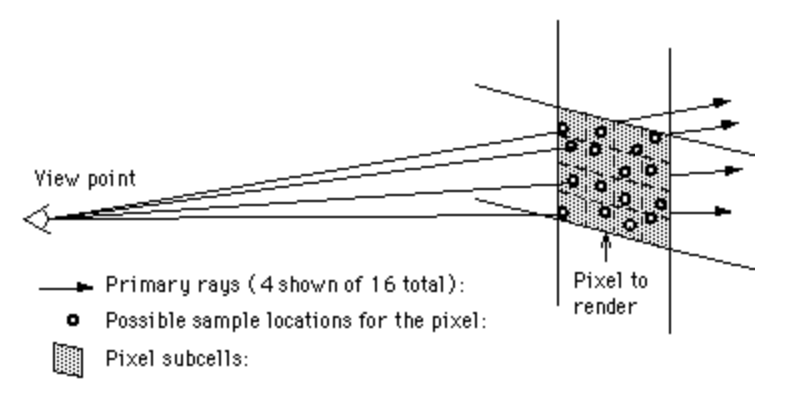 View point
Pixel to
render
Primary rays (4 shown of 16 total):
Possible sample locations for the pixel:
Pixel subcells: